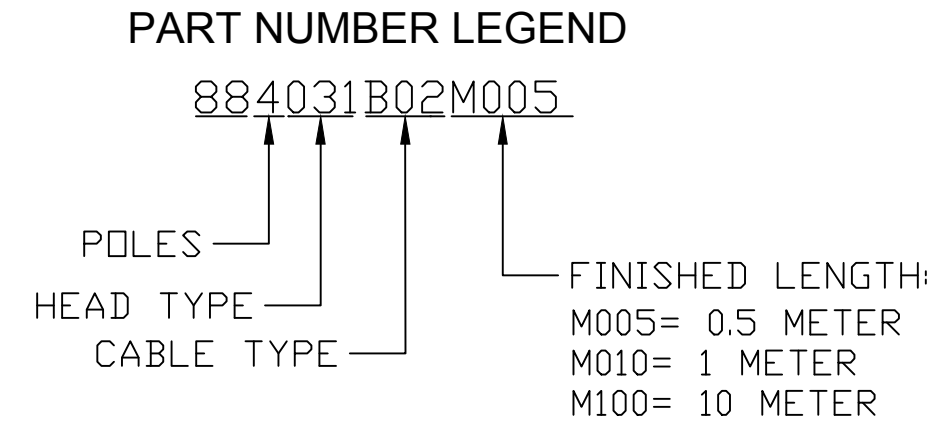 PART NUMBER LEGEND
884031B02M005
POLES
HEAD TYPE
CABLE TYPE
FINISHED LENGTH:
M005= 0.5 METER
M010= 1 METER
M100= 10 METER